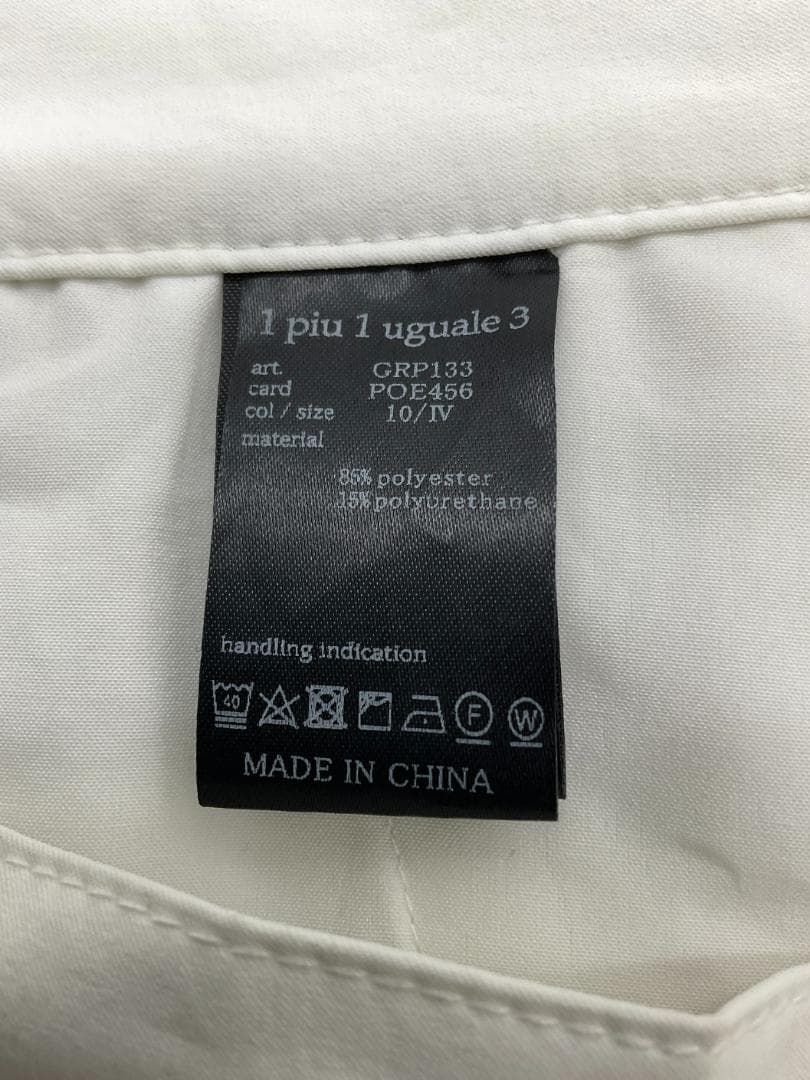 1 piu 1 uguale 3
art. GRP133
card POE456
col / size 10/Ⅳ
material
85% polyester
15% polyurethane
handling indication
40 F W
MADE IN CHINA